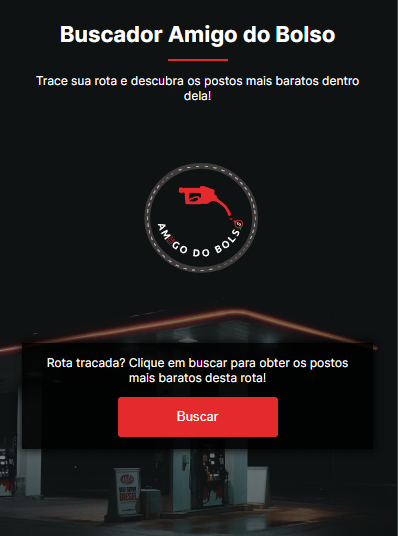 Buscador Amigo do Bolso
Trace sua rota e descubra os postos mais baratos dentro
dela!
AMIGO DO BOLSO
Rota tracada? Clique em buscar para obter os postos
mais baratos desta rota!
Buscar
DIESEL